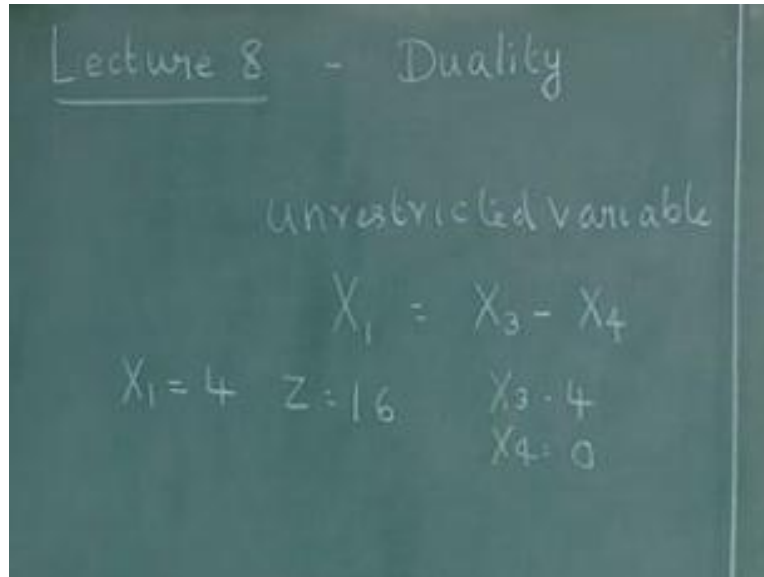 Lecture 8 - Duality
Unrestricted variable
X₁ = X₃ - X₄
X₁ = 4 Z = 16 X₃ = 4
X₄ = 0